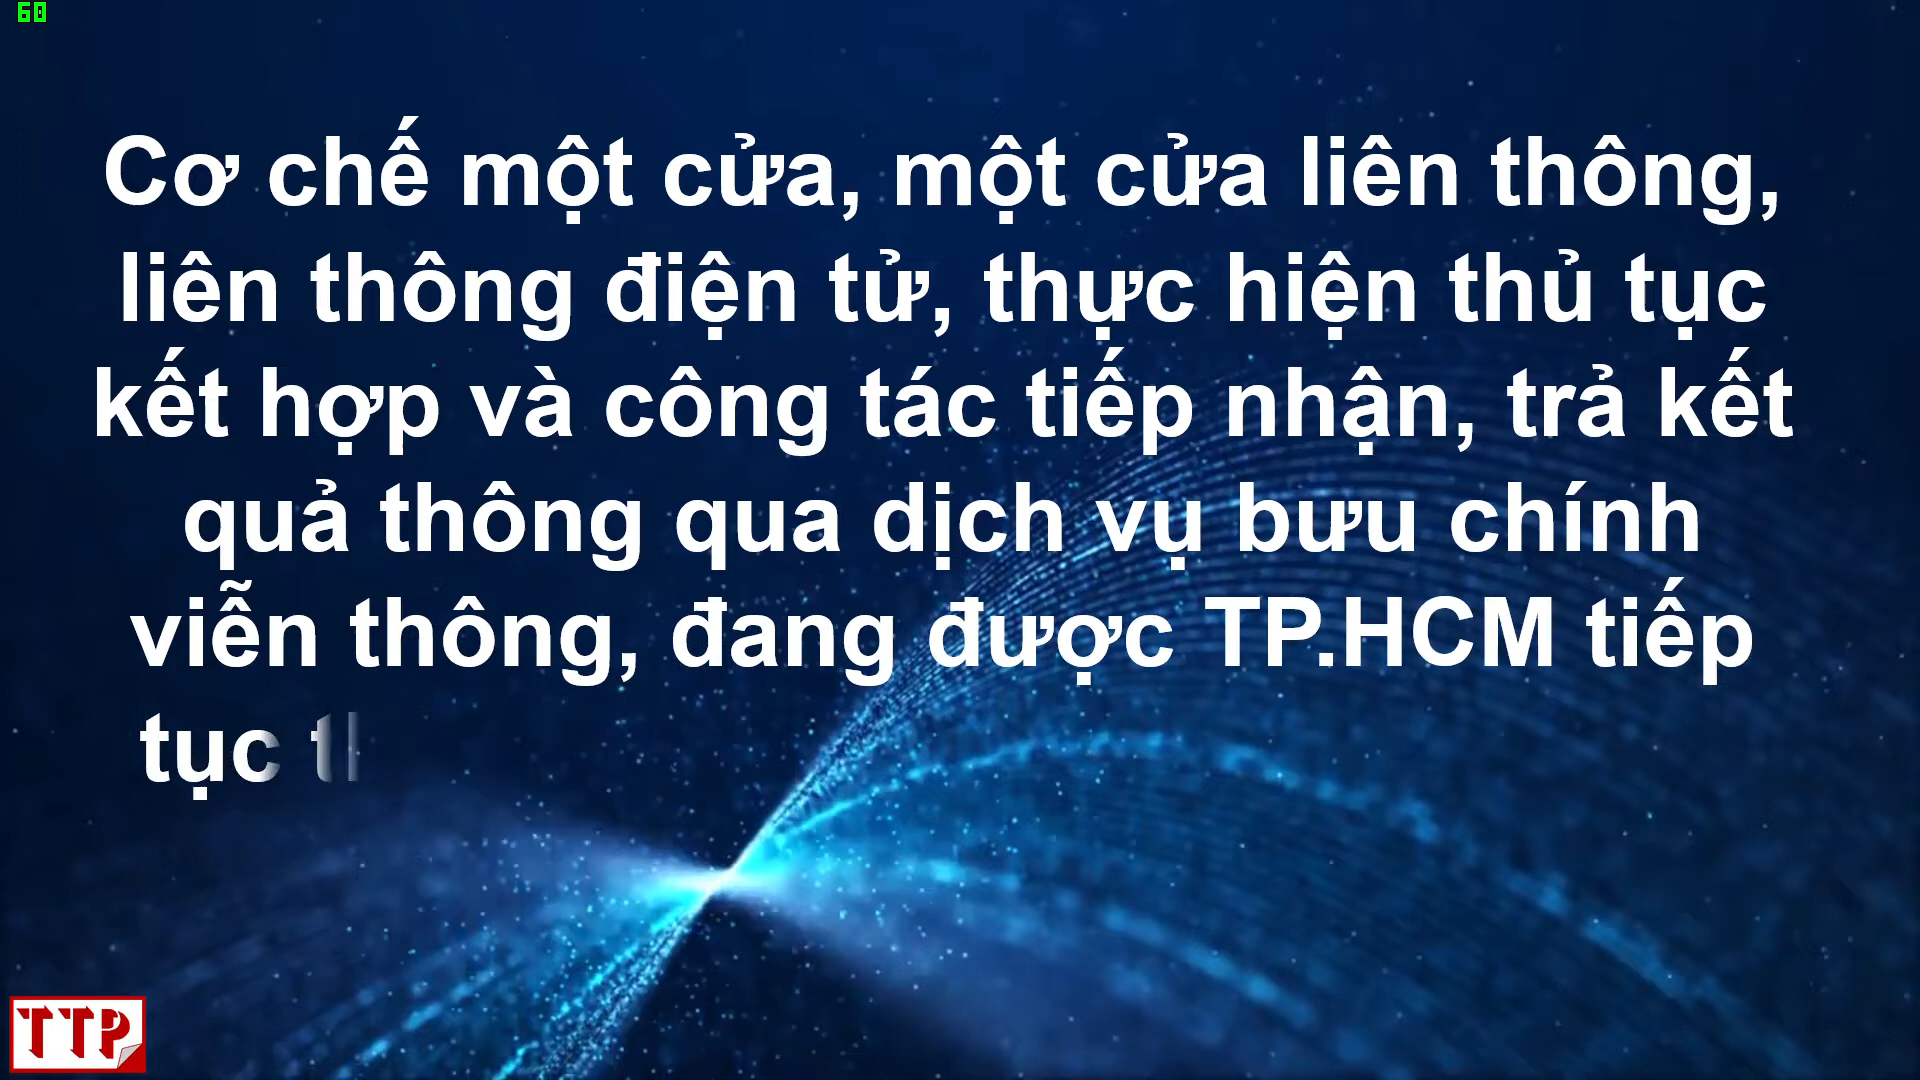 60
Cơ chế một cửa, một cửa liên thông,
liên thông điện tử, thực hiện thủ tục
kết hợp và công tác tiếp nhận, trả kết
quả thông qua dịch vụ bưu chính
viễn thông, đang được TP.HCM tiếp
tục
TTP